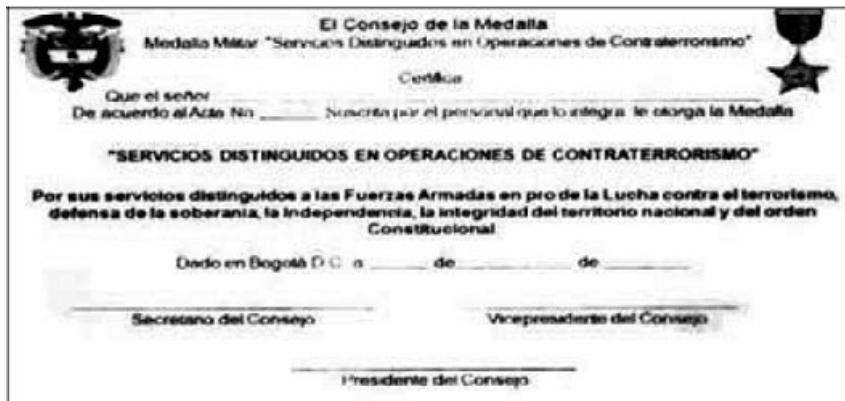 El Consejo de la Medalla
Medalla Militar "Servicios Distinguidos en Operaciones de Contraterrorismo"
Certifica
Que el señor
De acuerdo al Acta No. ______ Suscrita por el personal que lo integra le otorga la Medalla
"SERVICIOS DISTINGUIDOS EN OPERACIONES DE CONTRATERRORISMO"
Por sus servicios distinguidos a las Fuerzas Armadas en pro de la Lucha contra el terrorismo,
defensa de la soberanía, la Independencia, la integridad del territorio nacional y del orden
Constitucional
Dado en Bogotá D.C. a ______ de ____________ de ________
Secretario del Consejo Vicepresidente del Consejo
Presidente del Consejo